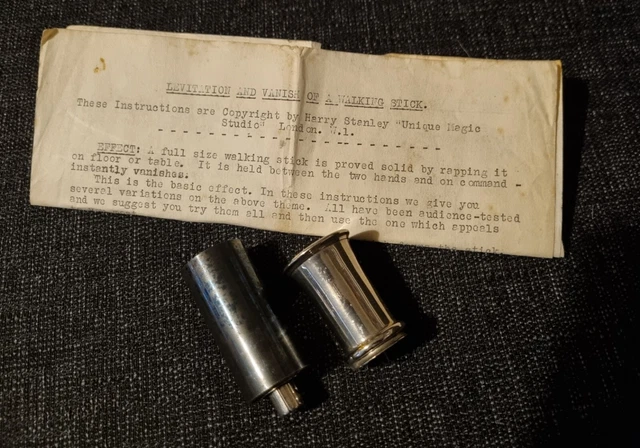 LEVITATION AND VANISH OF A WALKING STICK.
These Instructions are Copyright by Harry Stanley "Unique Magic
Studio" London. W.1.
EFFECT: A full size walking stick is proved solid by rapping it
on floor or table. It is held between the two hands and on command -
instantly vanishes.
This is the basic effect. In these instructions we give you
several variations on the above theme. All have been audience-tested
and we suggest you try them all and then use the one which appeals
the stick